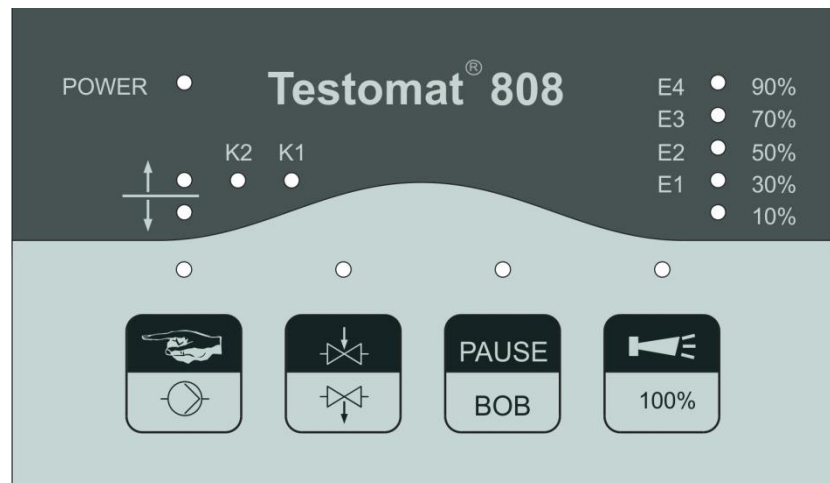 POWER
Testomat® 808
K2 K1
E4 90%
E3 70%
E2 50%
E1 30%
10%
PAUSE
BOB
100%